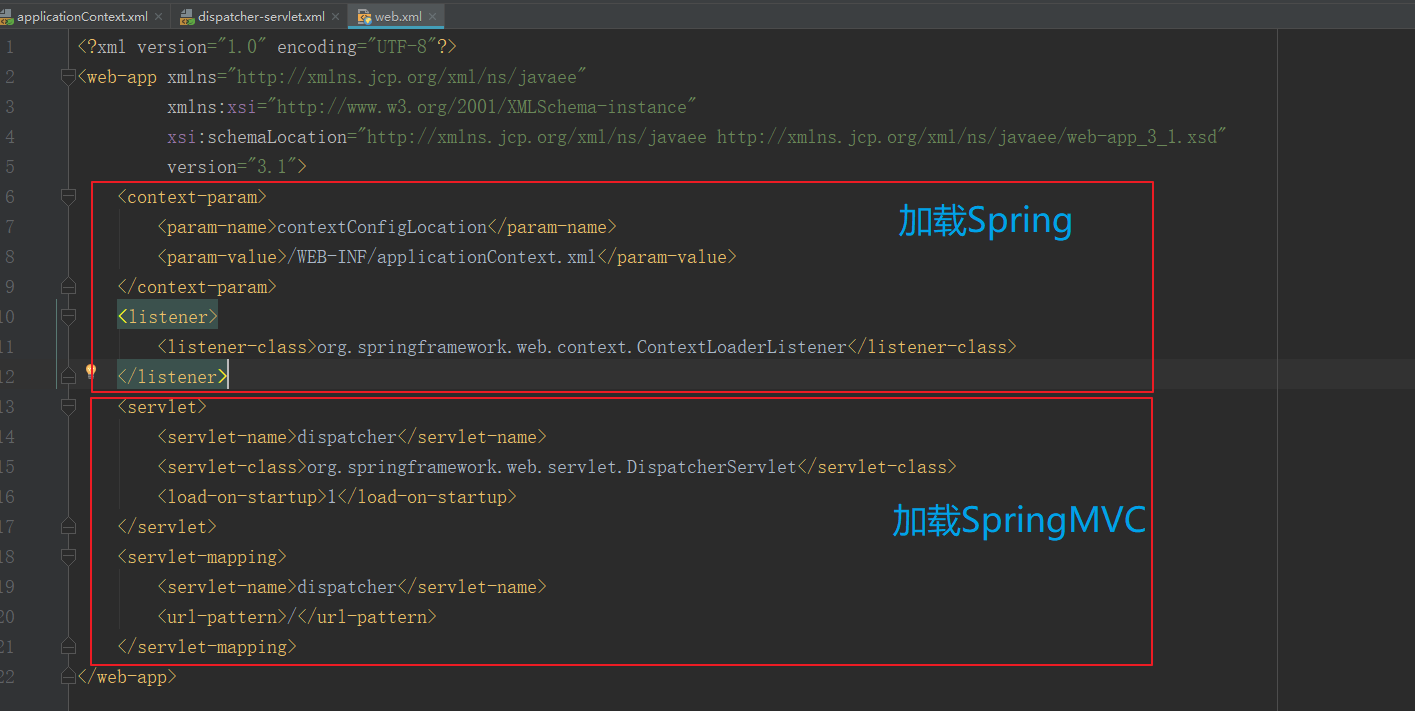 applicationContext.xml dispatcher-servlet.xml web.xml
1 <?xml version="1.0" encoding="UTF-8"?>
2 <web-app xmlns="http://xmlns.jcp.org/xml/ns/javaee"
3 xmlns:xsi="http://www.w3.org/2001/XMLSchema-instance"
4 xsi:schemaLocation="http://xmlns.jcp.org/xml/ns/javaee http://xmlns.jcp.org/xml/ns/javaee/web-app_3_1.xsd"
5 version="3.1">
6 <context-param>
加载Spring
7 <param-name>contextConfigLocation</param-name>
8 <param-value>/WEB-INF/applicationContext.xml</param-value>
9 </context-param>
10 <listener>
11 <listener-class>org.springframework.web.context.ContextLoaderListener</listener-class>
12 </listener>
13 <servlet>
14 <servlet-name>dispatcher</servlet-name>
15 <servlet-class>org.springframework.web.servlet.DispatcherServlet</servlet-class>
16 <load-on-startup>1</load-on-startup>
17 </servlet>
加载SpringMVC
18 <servlet-mapping>
19 <servlet-name>dispatcher</servlet-name>
20 <url-pattern>/</url-pattern>
21 </servlet-mapping>
22 </web-app>